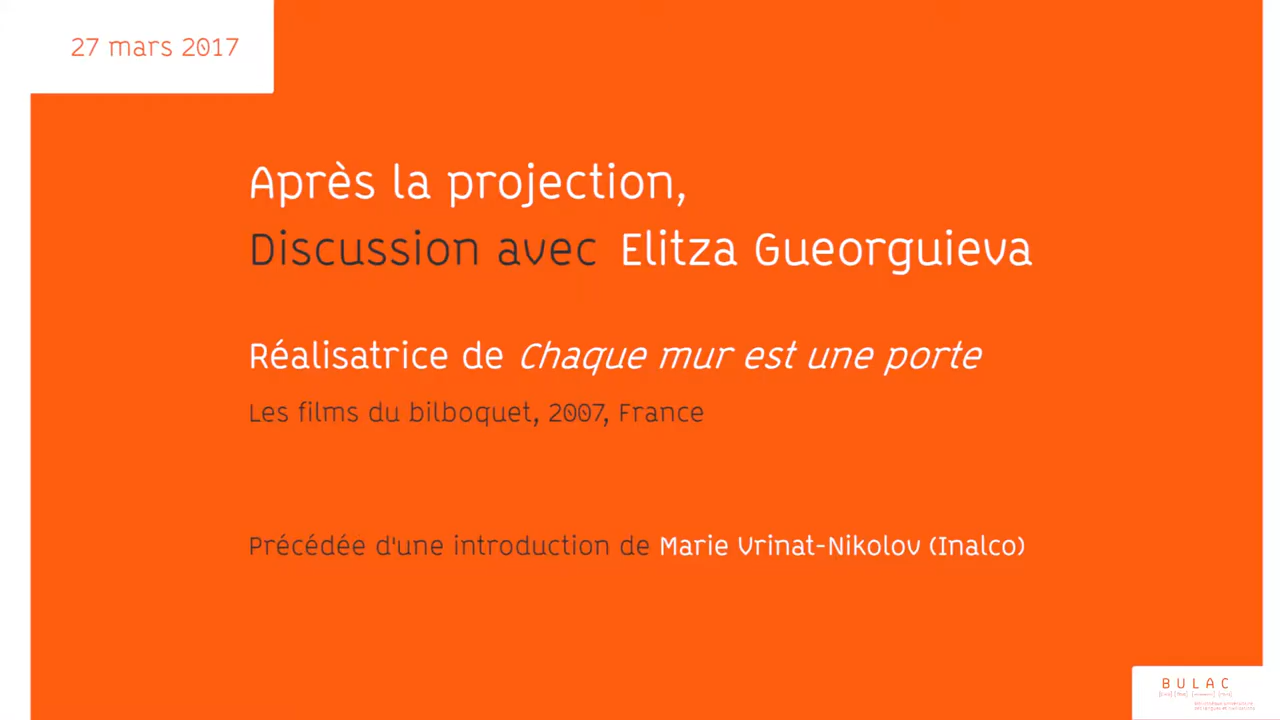 27 mars 2017
Après la projection,
Discussion avec Elitza Gueorguieva
Réalisatrice de Chaque mur est une porte
Les films du bilboquet, 2007, France
Précédée d'une introduction de Marie Vrinat-Nikolov (Inalco)
BULAC